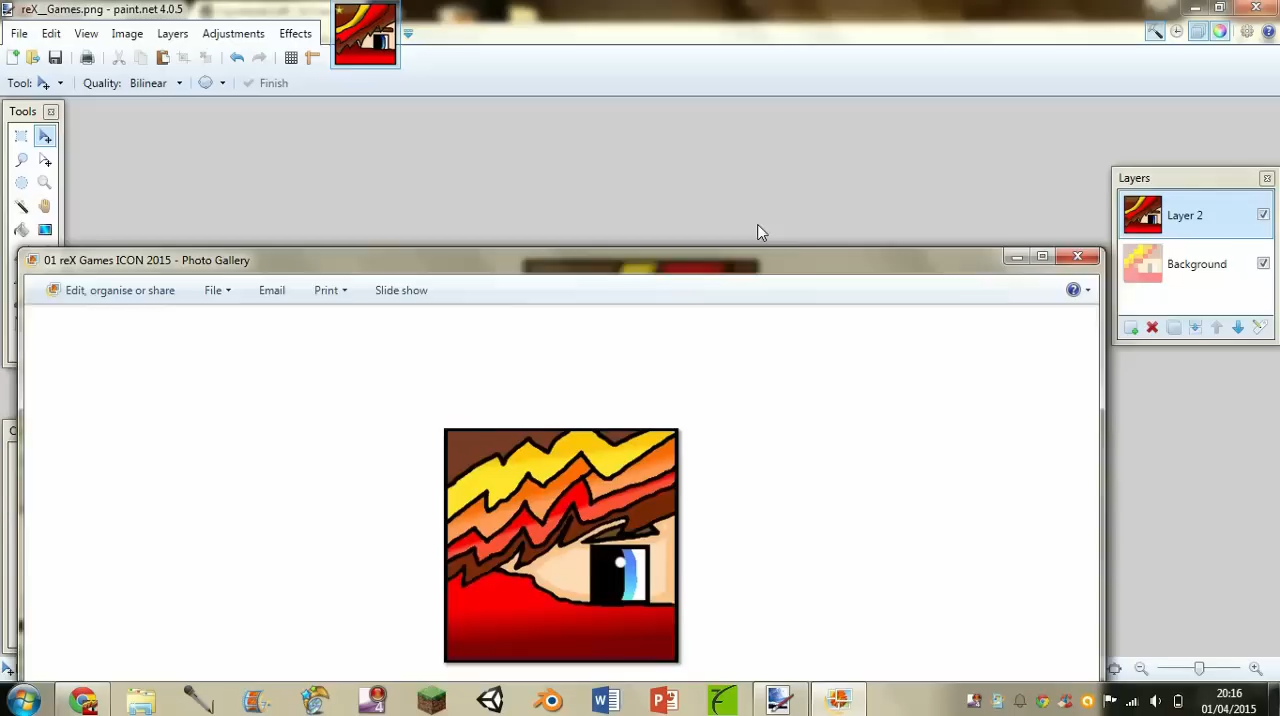 reX__Games.png - paint.net 4.0.5
File Edit View Image Layers Adjustments Effects
Tool: Quality: Bilinear Finish
Tools
Layers
Layer 2
Background
01 reX Games ICON 2015 - Photo Gallery
Edit, organise or share File Email Print Slide show
4
20:16
01/04/2015